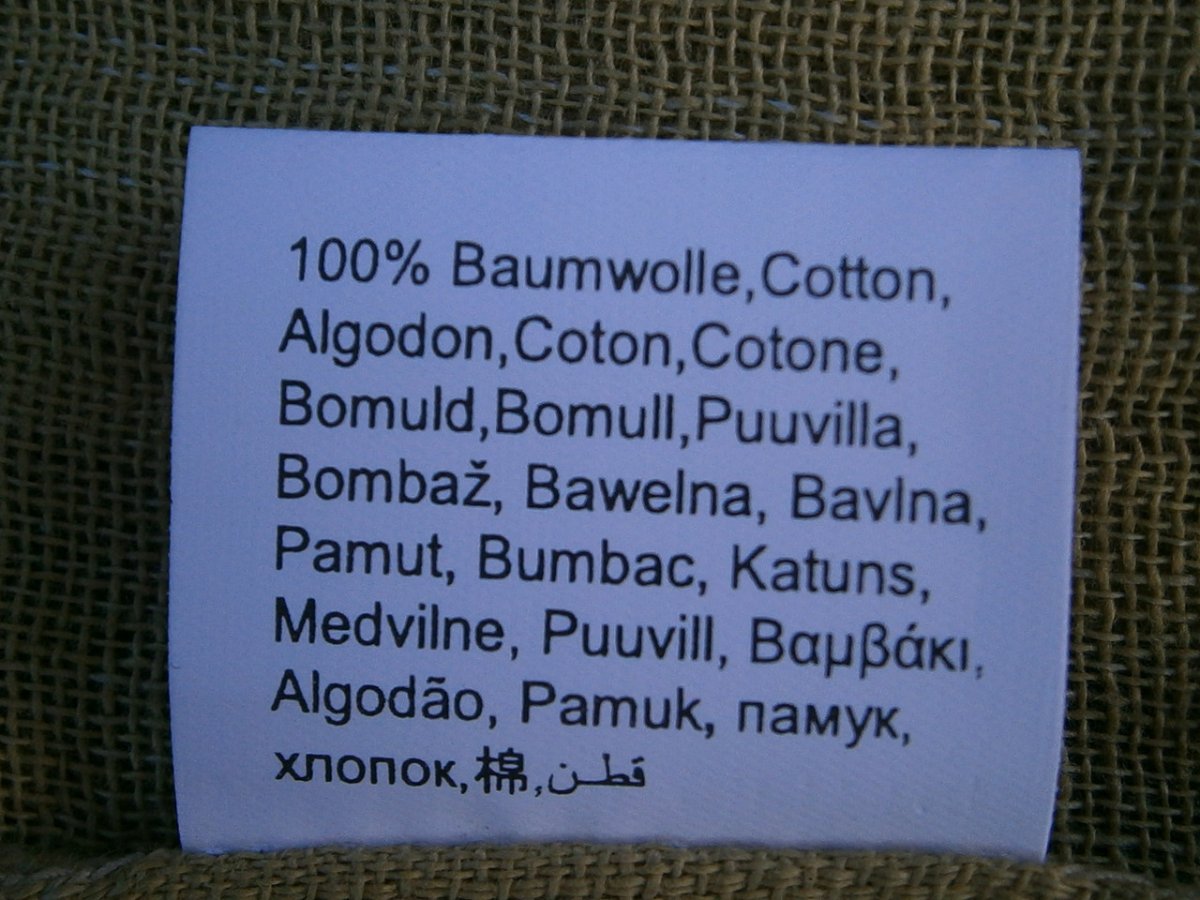 100% Baumwolle,Cotton,
Algodon,Coton,Cotone,
Bomuld,Bomull,Puuvilla,
Bombaž, Bawelna, Bavlna,
Pamut, Bumbac, Katuns,
Medvilne, Puuvill, Βαμβάκι,
Algodão, Pamuk, памук,
хлопок,棉,قطـن